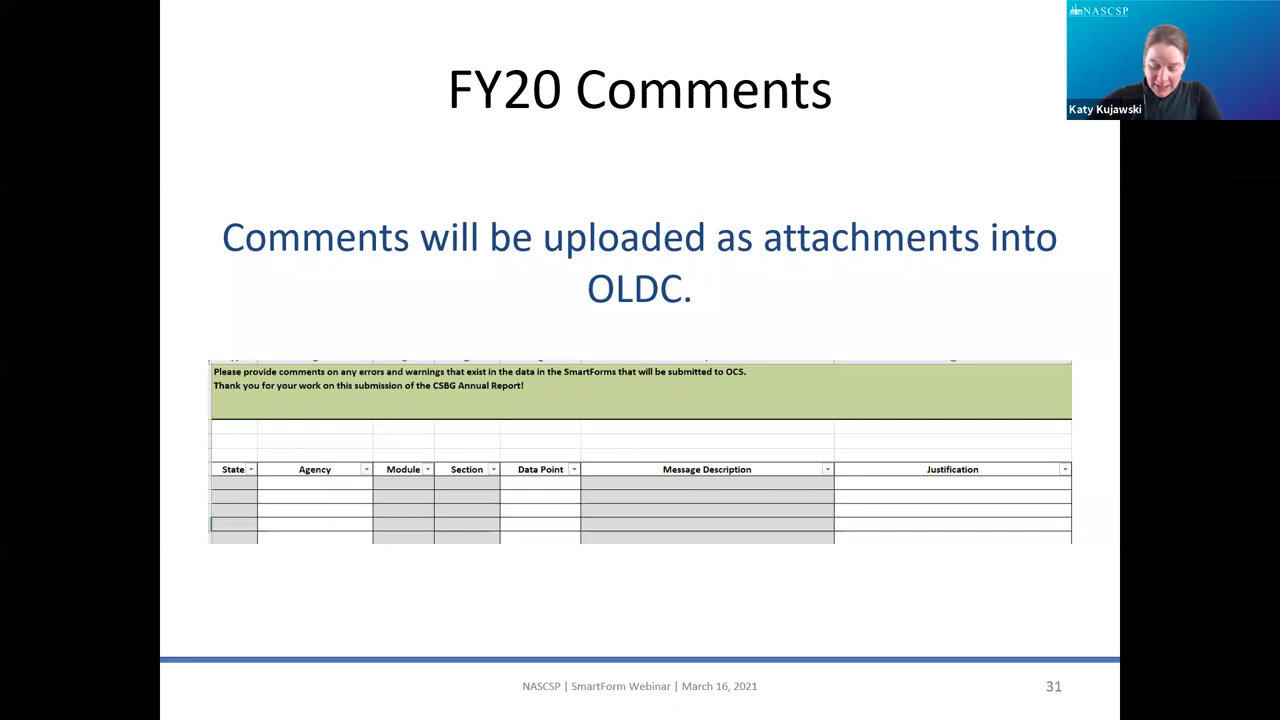 NASCSP
Katy Kujawski
FY20 Comments
Comments will be uploaded as attachments into
OLDC.
Please provide comments on any errors and warnings that exist in the data in the SmartForms that will be submitted to OCS.
Thank you for your work on this submission of the CSBG Annual Report!
State Agency Module Section Data Point Message Description Justification
NASCSP | SmartForm Webinar | March 16, 2021
31